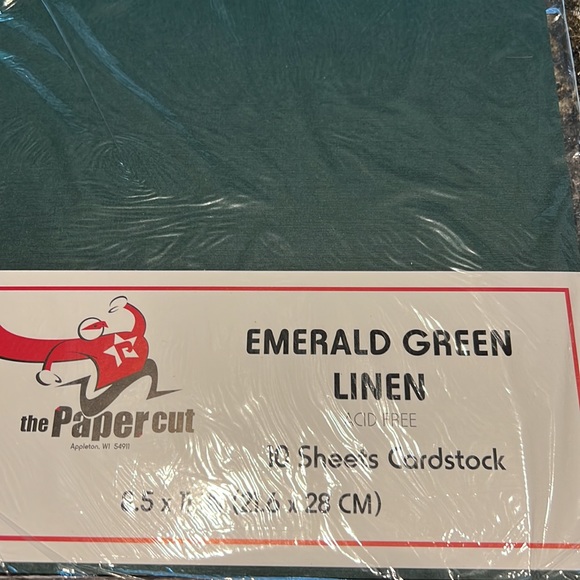 EMERALD GREEN
LINEN
ACID FREE
10 Sheets Cardstock
8.5 x 11 (21.6 x 28 CM)
the Paper cut
Appleton, WI 54911